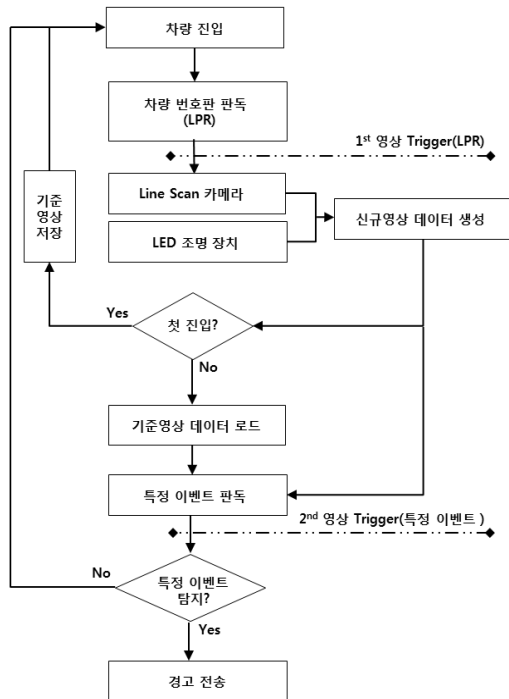 차량 진입
차량 번호판 판독
(LPR)
1st 영상 Trigger(LPR)
Line Scan 카메라
기준
영상
저장
신규영상 데이터 생성
LED 조명 장치
Yes
첫 진입?
No
기준영상 데이터 로드
특정 이벤트 판독
2nd 영상 Trigger(특정 이벤트 )
No
특정 이벤트
탐지?
Yes
경고 전송